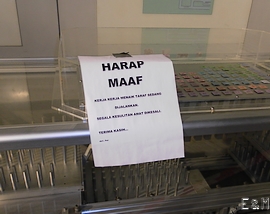 HARAP
MAAF
KERJA KERJA MENAIK TARAF SEDANG
DIJALANKAN.
SEGALA KESULITAN AMAT DIKESALI.
TERIMA KASIH...
E&M